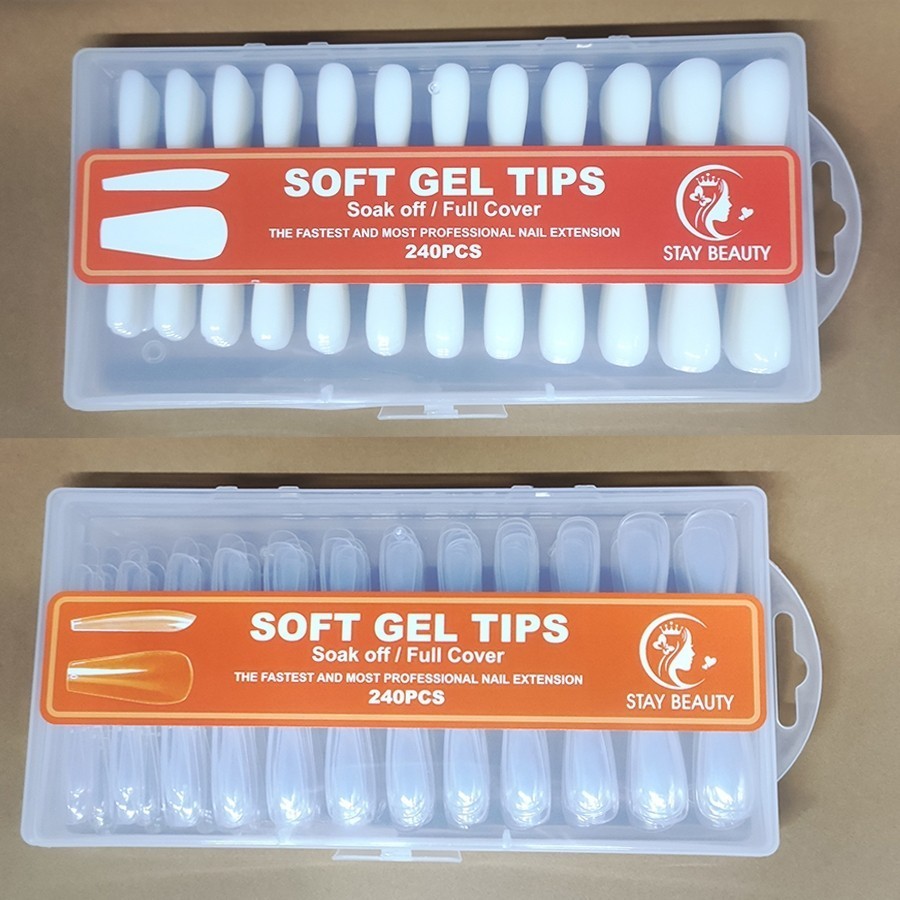 SOFT GEL TIPS
Soak off / Full Cover
THE FASTEST AND MOST PROFESSIONAL NAIL EXTENSION
240PCS
STAY BEAUTY
SOFT GEL TIPS
Soak off / Full Cover
THE FASTEST AND MOST PROFESSIONAL NAIL EXTENSION
240PCS
STAY BEAUTY